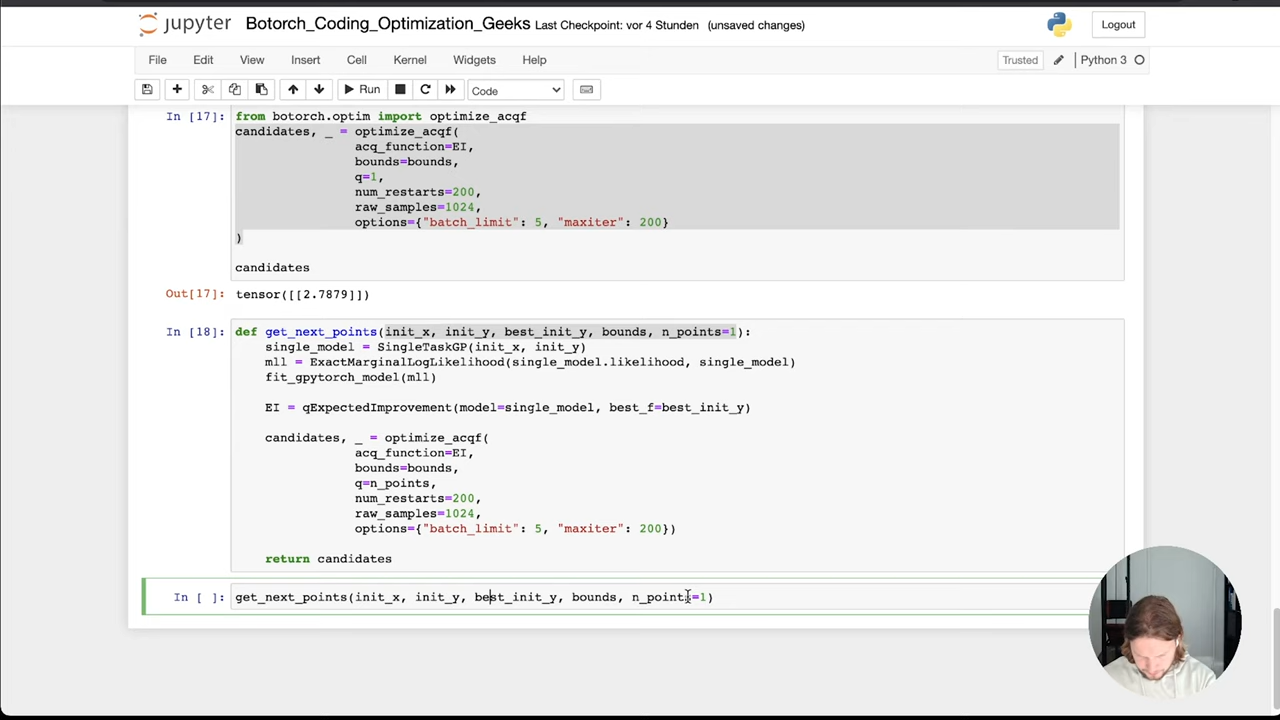 jupyter Botorch_Coding_Optimization_Geeks Last Checkpoint: vor 4 Stunden (unsaved changes) Logout
File Edit View Insert Cell Kernel Widgets Help Trusted Python 3
Run Code
In [17]: from botorch.optim import optimize_acqf
candidates, _ = optimize_acqf(
acq_function=EI,
bounds=bounds,
q=1,
num_restarts=200,
raw_samples=1024,
options={"batch_limit": 5, "maxiter": 200}
)
candidates
Out[17]: tensor([[2.7879]])
In [18]: def get_next_points(init_x, init_y, best_init_y, bounds, n_points=1):
single_model = SingleTaskGP(init_x, init_y)
mll = ExactMarginalLogLikelihood(single_model.likelihood, single_model)
fit_gpytorch_model(mll)
EI = qExpectedImprovement(model=single_model, best_f=best_init_y)
candidates, _ = optimize_acqf(
acq_function=EI,
bounds=bounds,
q=n_points,
num_restarts=200,
raw_samples=1024,
options={"batch_limit": 5, "maxiter": 200})
return candidates
In [ ]: get_next_points(init_x, init_y, best_init_y, bounds, n_points=1)